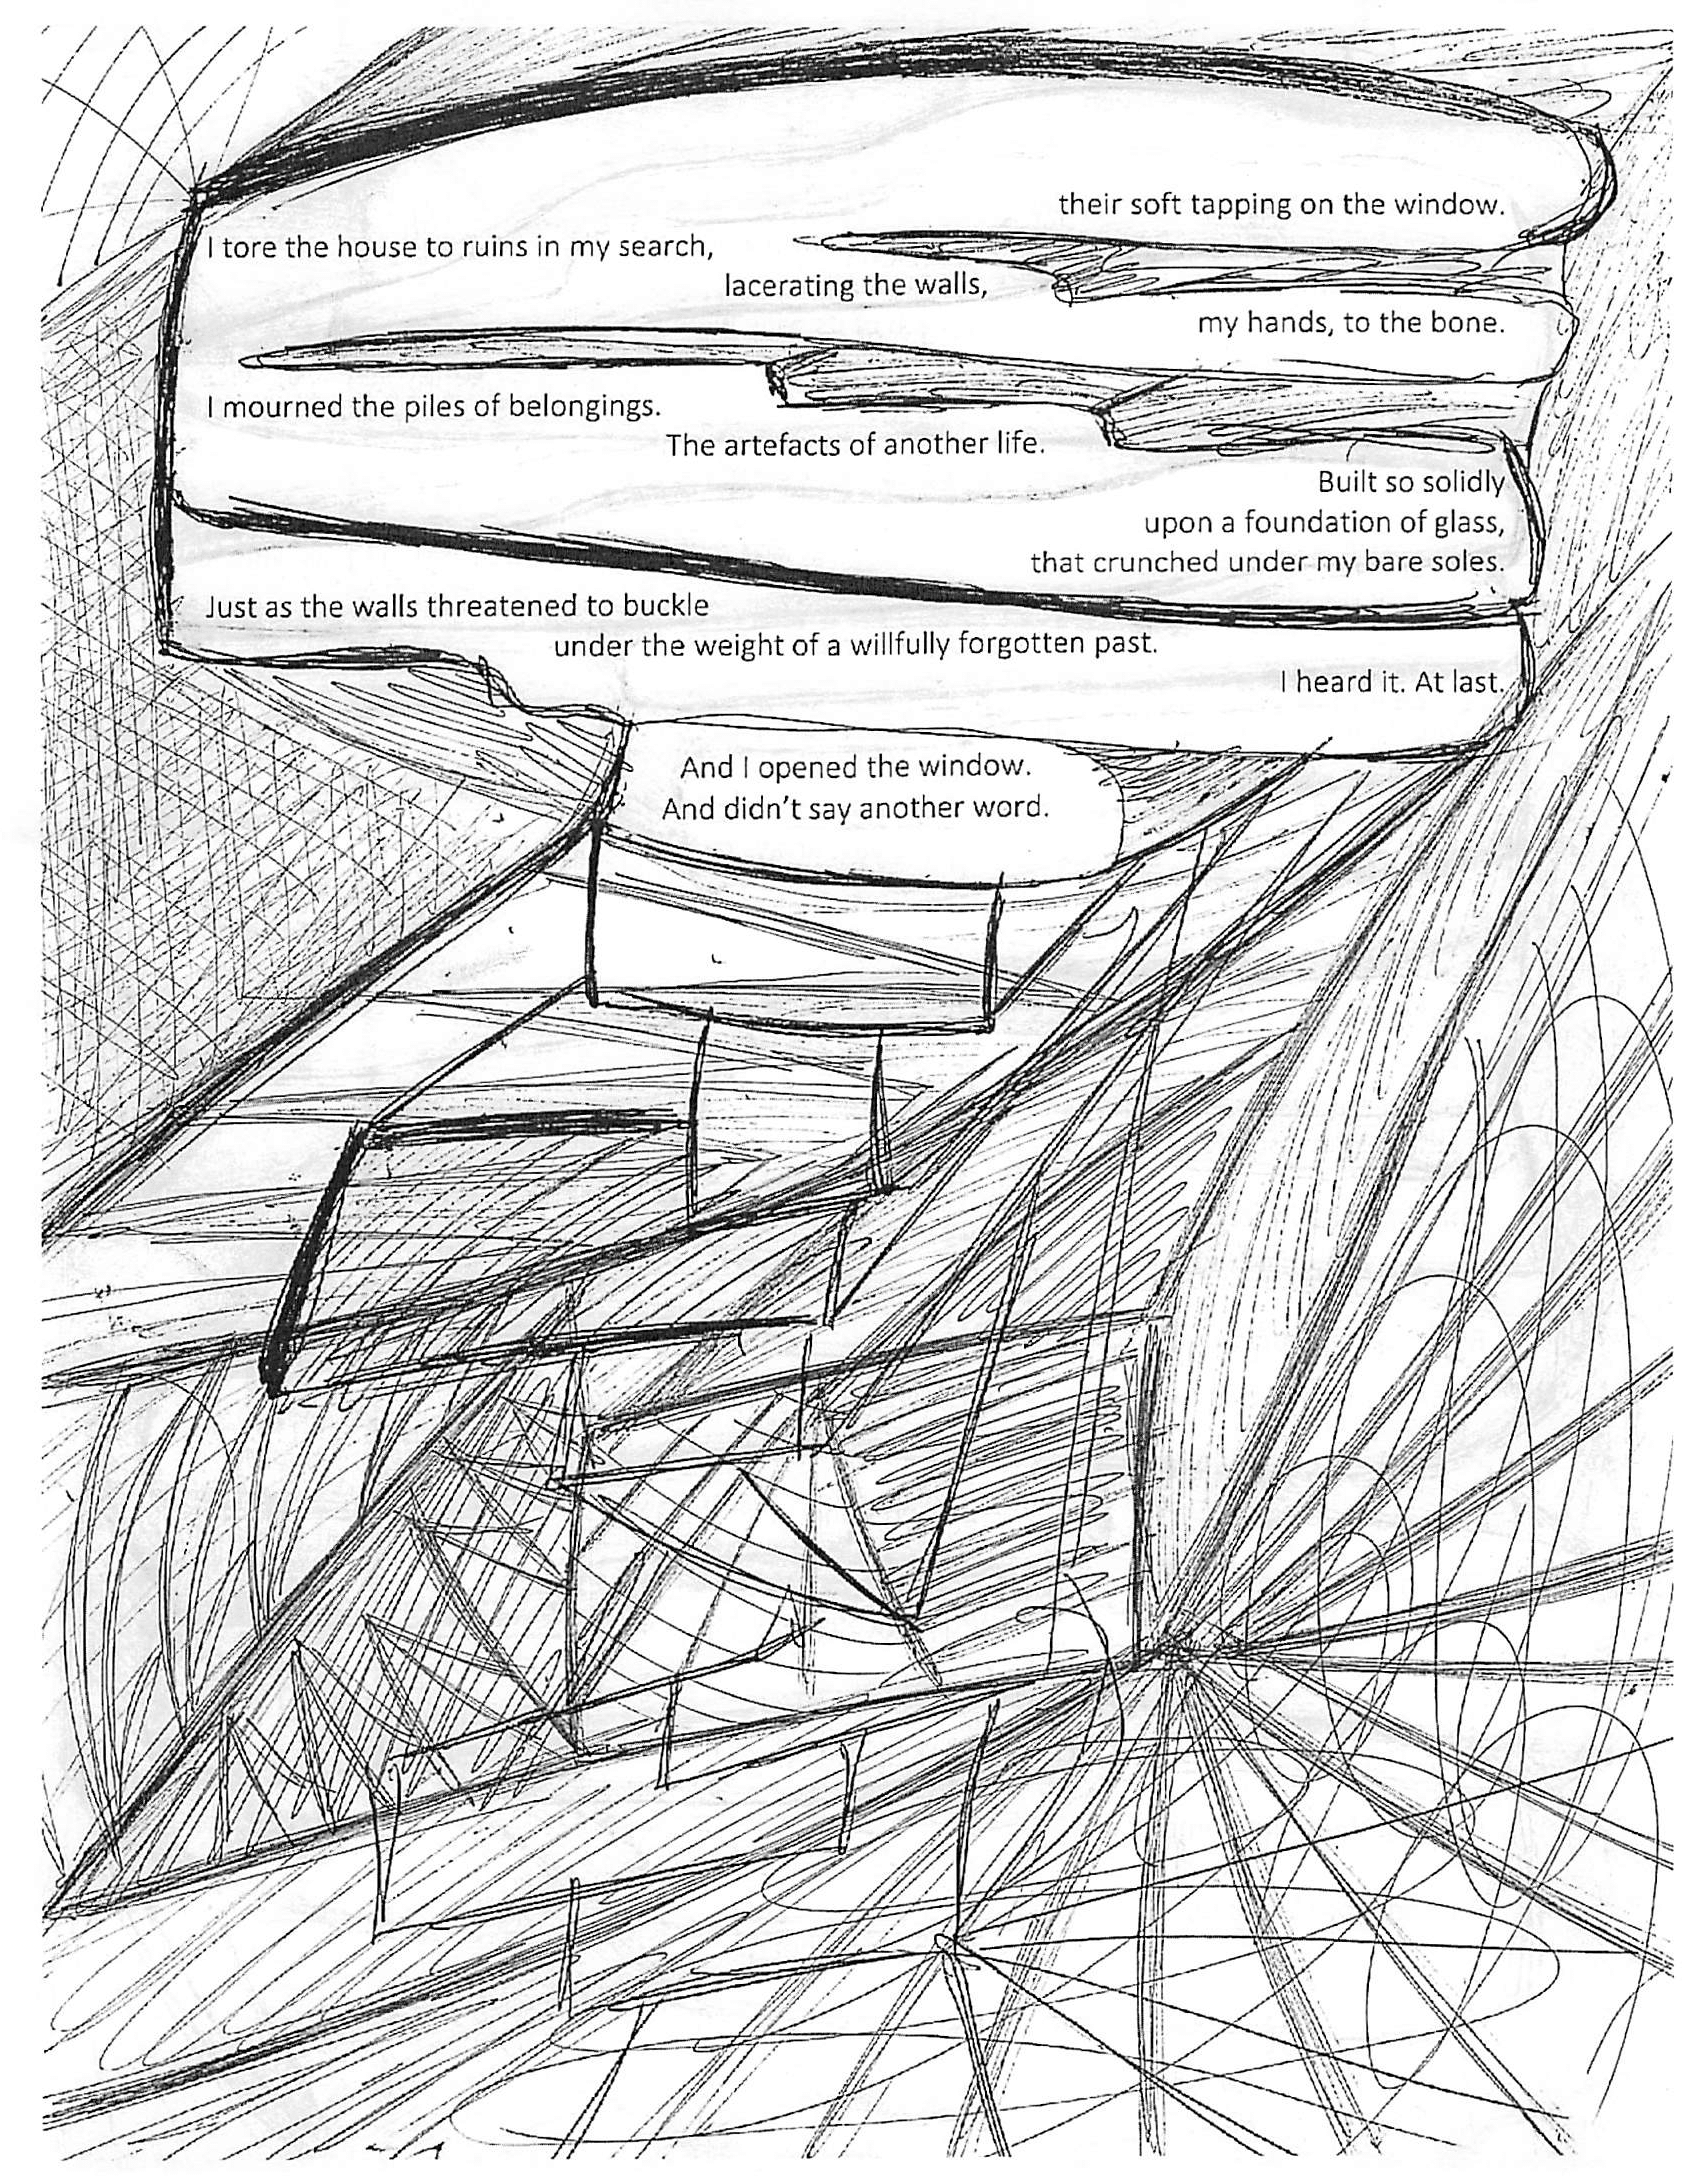 their soft tapping on the window.
I tore the house to ruins in my search,
lacerating the walls,
my hands, to the bone.
I mourned the piles of belongings.
The artefacts of another life.
Built so solidly
upon a foundation of glass,
that crunched under my bare soles.
Just as the walls threatened to buckle
under the weight of a willfully forgotten past.
I heard it. At last.
And I opened the window.
And didn't say another word.